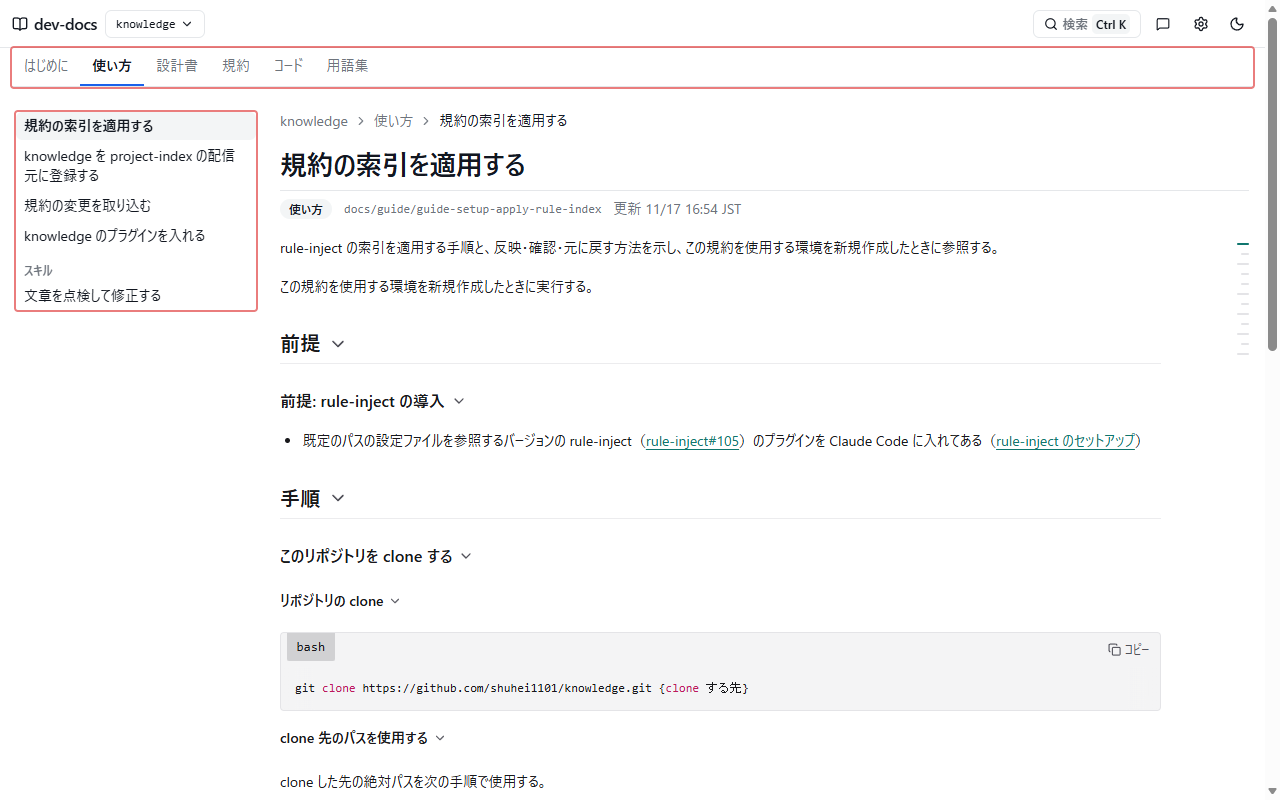 dev-docs knowledge 検索 Ctrl K
はじめに 使い方 設計書 規約 コード 用語集
規約の索引を適用する
knowledge を project-index の配信
元に登録する
規約の変更を取り込む
knowledge のプラグインを入れる
スキル
文章を点検して修正する
knowledge 使い方 規約の索引を適用する
規約の索引を適用する
使い方 docs/guide/guide-setup-apply-rule-index 更新 11/17 16:54 JST
rule-inject の索引を適用する手順と、反映・確認・元に戻す方法を示し、この規約を使用する環境を新規作成したときに参照する。
この規約を使用する環境を新規作成したときに実行する。
前提
前提: rule-inject の導入
• 既定のパスの設定ファイルを参照するバージョンの rule-inject（rule-inject#105）のプラグインを Claude Code に入れてある（rule-inject のセットアップ）
手順
このリポジトリを clone する
リポジトリの clone
bash コピー
git clone https://github.com/shuhei1101/knowledge.git {clone する先}
clone 先のパスを使用する
clone した先の絶対パスを次の手順で使用する。